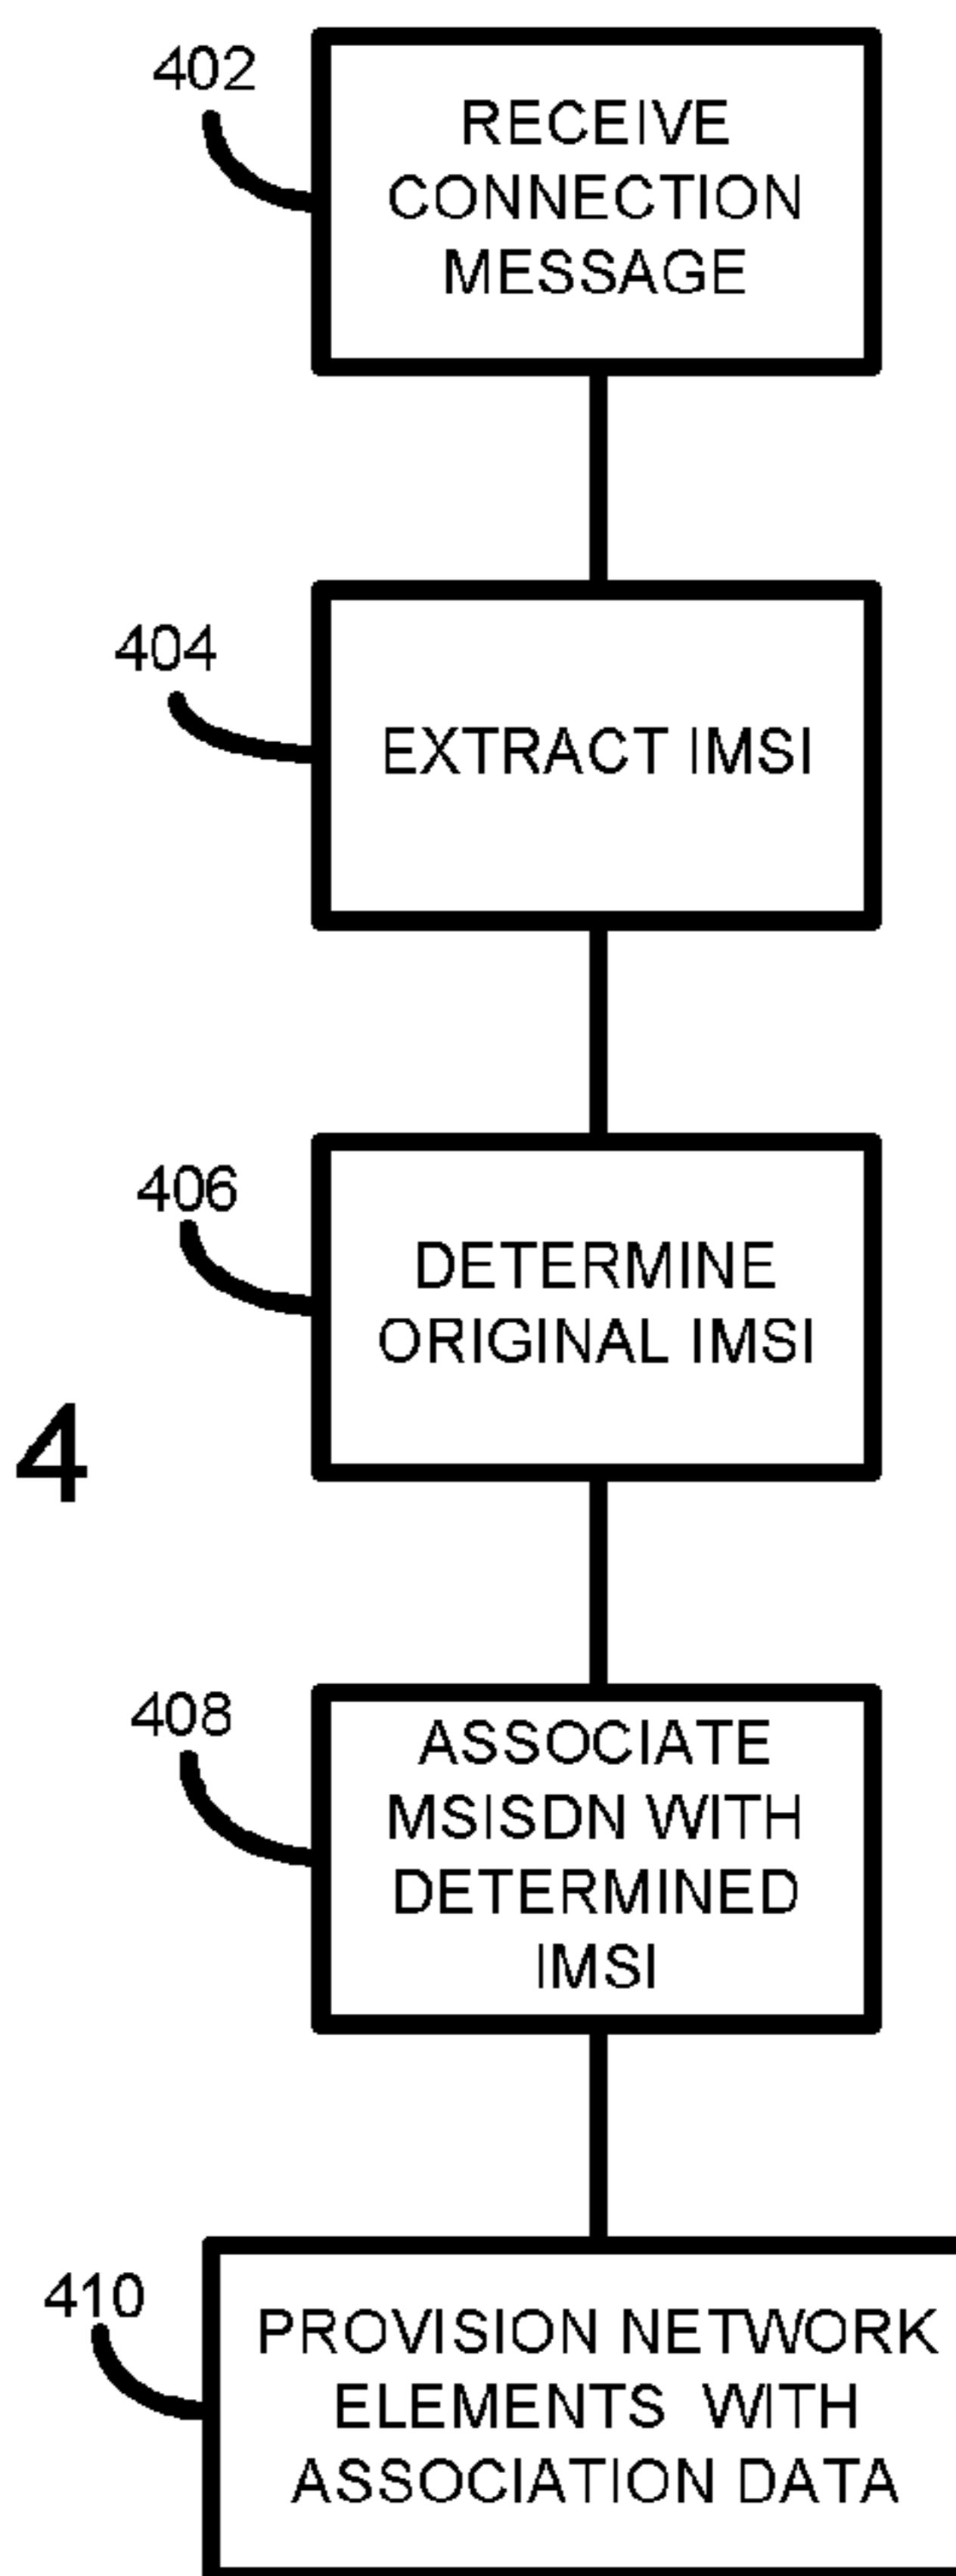 402
RECEIVE
CONNECTION
MESSAGE
404
EXTRACT IMSI
406
DETERMINE
ORIGINAL IMSI
4
408
ASSOCIATE
MSISDN WITH
DETERMINED
IMSI
410
PROVISION NETWORK
ELEMENTS WITH
ASSOCIATION DATA